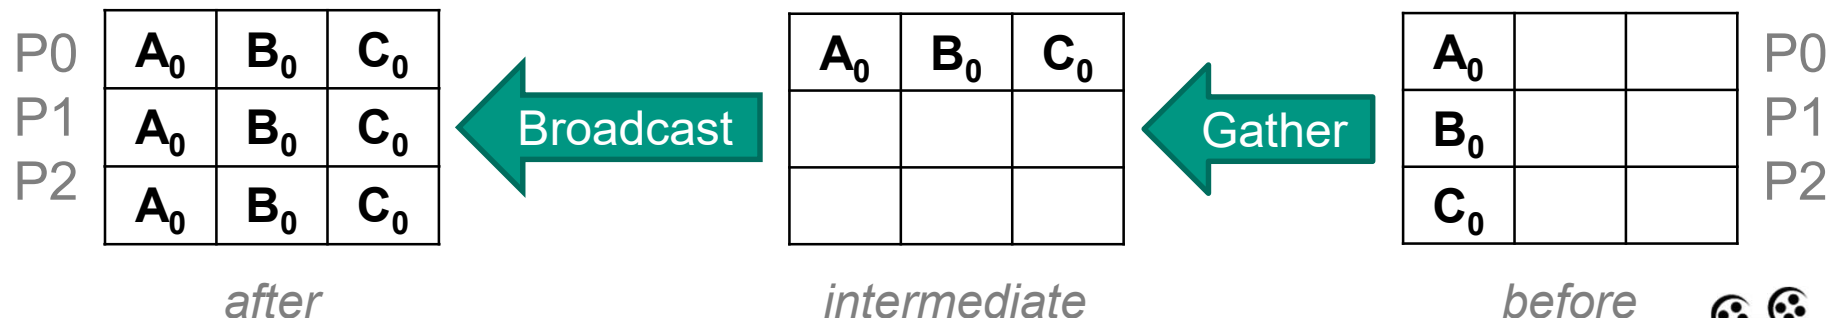 P0 A₀ B₀ C₀ A₀ B₀ C₀ A₀ P0
P1 A₀ B₀ C₀ Broadcast Gather B₀ P1
P2 A₀ B₀ C₀ C₀ P2
after intermediate before